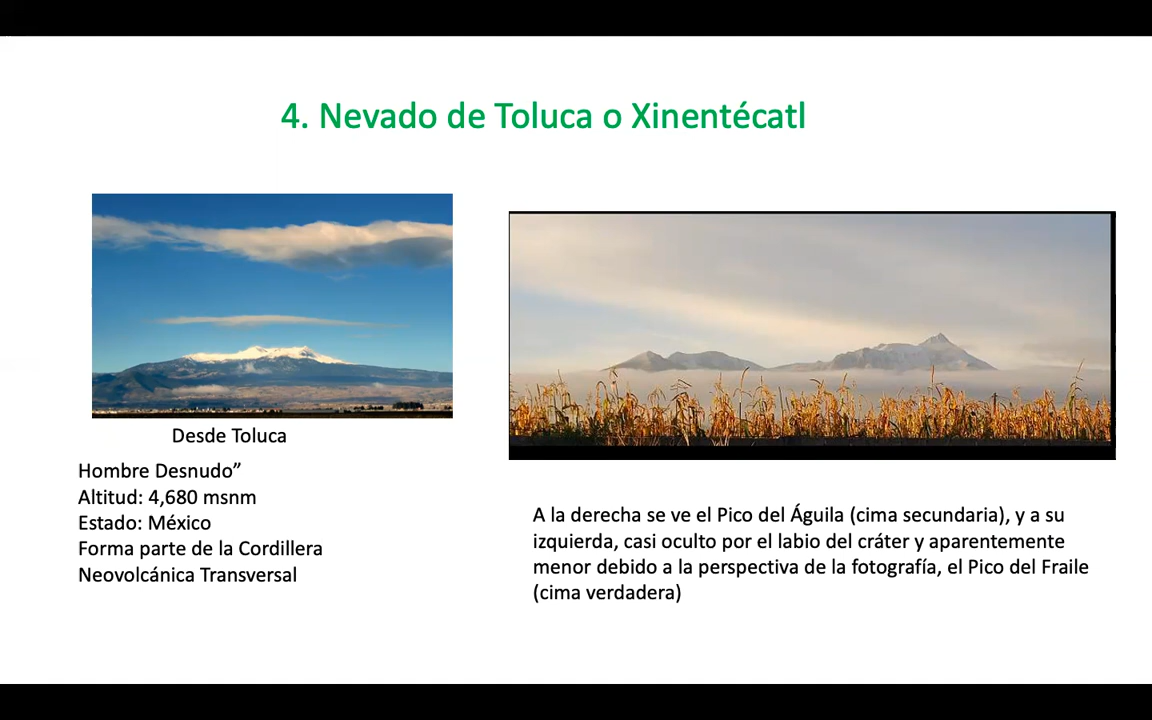 4. Nevado de Toluca o Xinentécatl
Desde Toluca
Hombre Desnudo”
Altitud: 4,680 msnm
Estado: México
Forma parte de la Cordillera
Neovolcánica Transversal
A la derecha se ve el Pico del Águila (cima secundaria), y a su
izquierda, casi oculto por el labio del cráter y aparentemente
menor debido a la perspectiva de la fotografía, el Pico del Fraile
(cima verdadera)